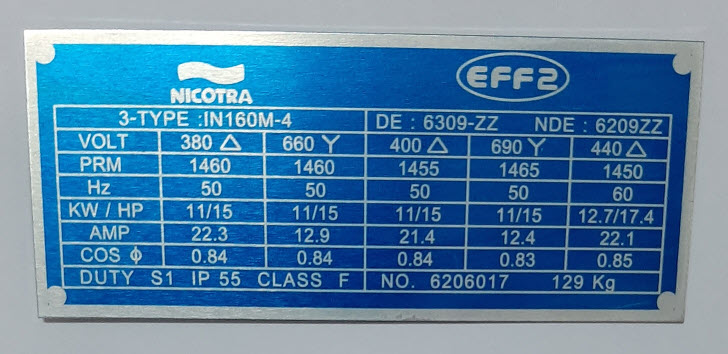 NICOTRA
EFF2
3-TYPE :IN160M-4 DE : 6309-ZZ NDE : 6209ZZ
VOLT 380 △ 660 Y 400 △ 690 Y 440 △
PRM 1460 1460 1455 1465 1450
Hz 50 50 50 50 60
KW / HP 11/15 11/15 11/15 11/15 12.7/17.4
AMP 22.3 12.9 21.4 12.4 22.1
COS ϕ 0.84 0.84 0.84 0.83 0.85
DUTY S1 IP 55 CLASS F NO. 6206017 129 Kg